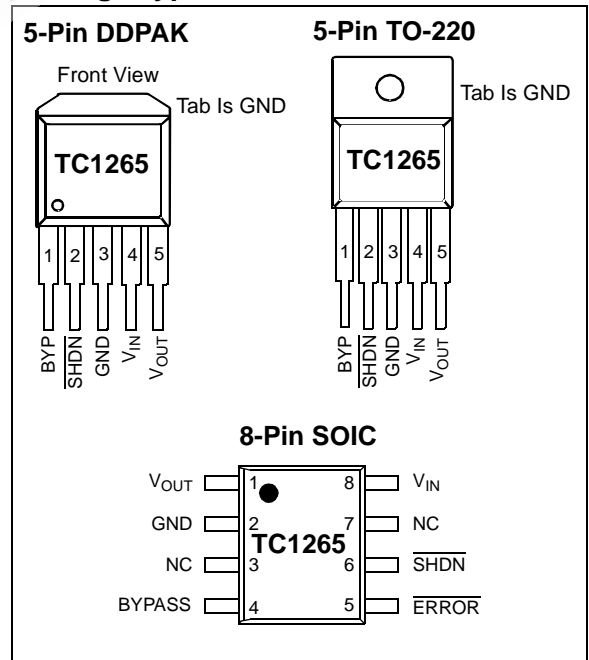 5-Pin DDPAK
Front View
Tab Is GND
TC1265
1 2 3 4 5
BYP SHDN GND VIN VOUT
5-Pin TO-220
Tab Is GND
TC1265
1 2 3 4 5
BYP SHDN GND VIN VOUT
8-Pin SOIC
VOUT 1 8 VIN
GND 2 7 NC
TC1265
NC 3 6 SHDN
BYPASS 4 5 ERROR